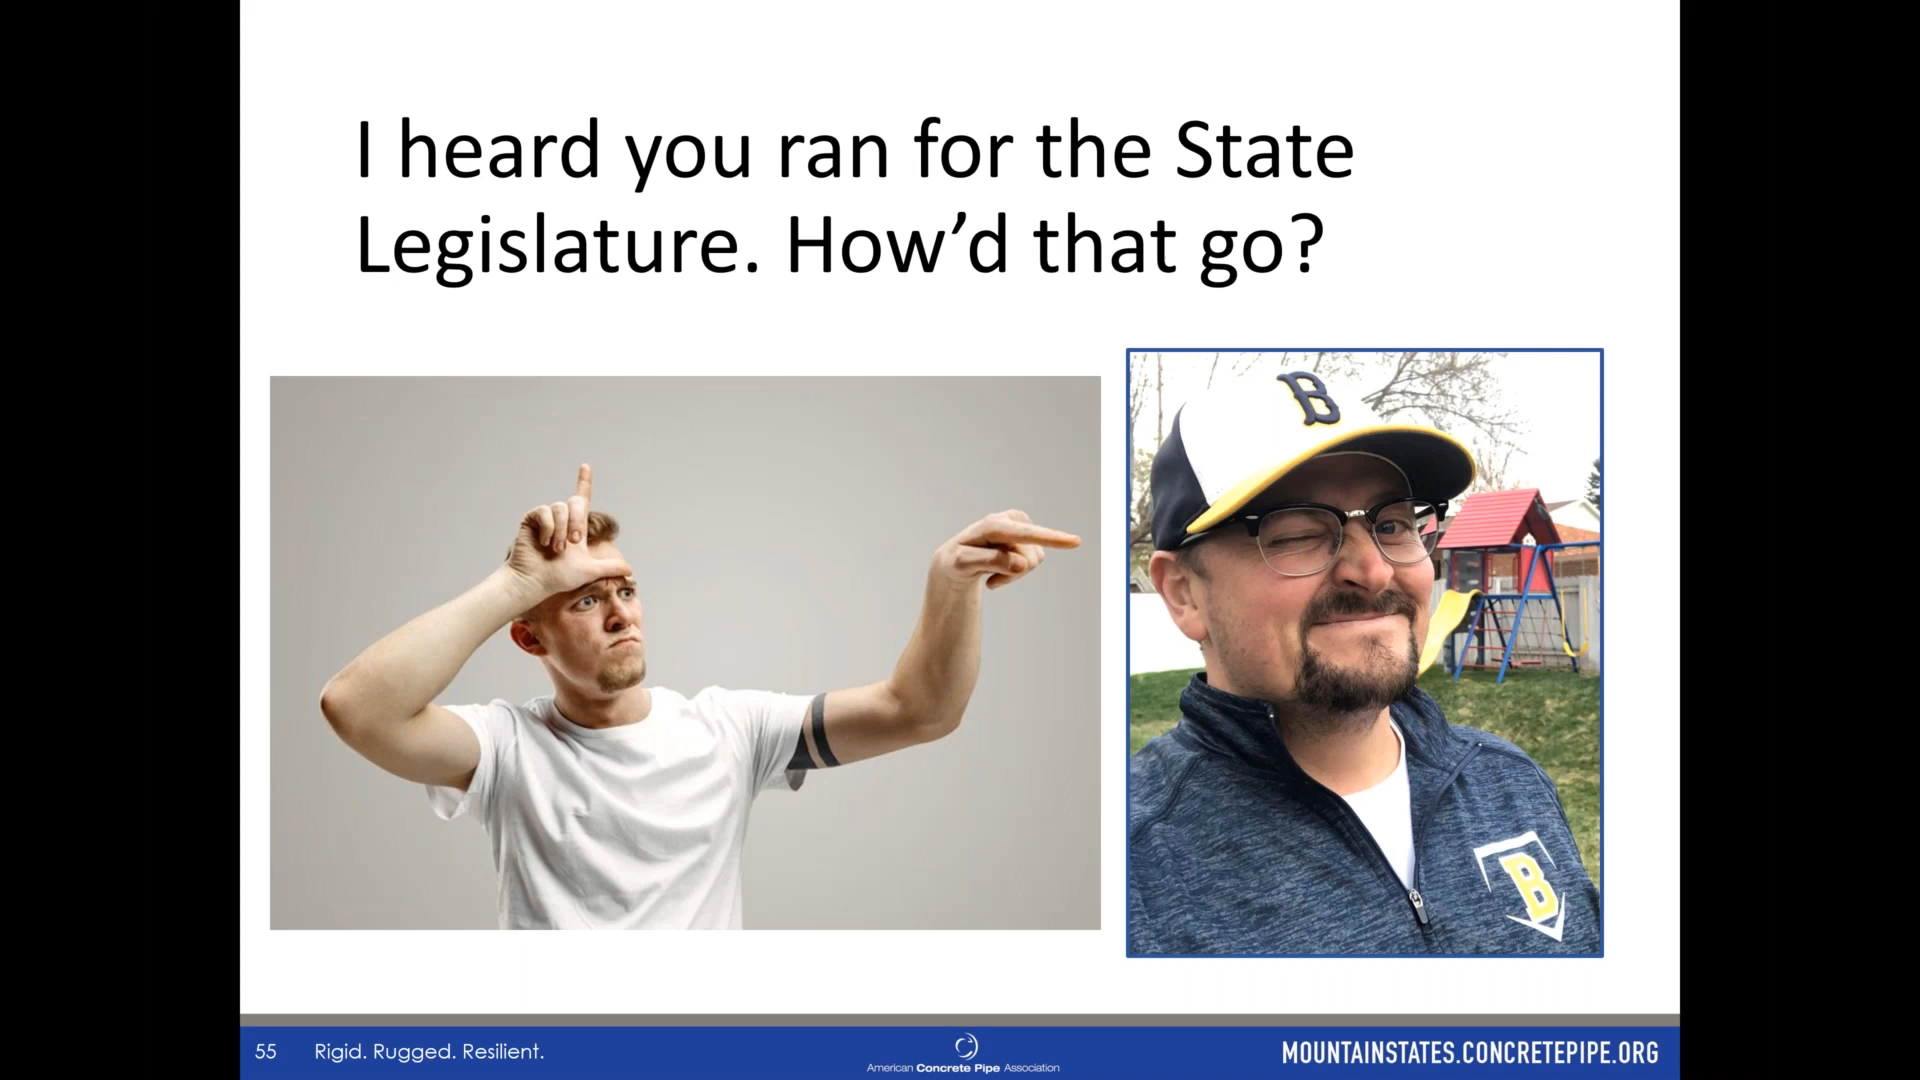 I heard you ran for the State
Legislature. How’d that go?
B
B
55 Rigid. Rugged. Resilient.
American Concrete Pipe Association
MOUNTAINSTATES.CONCRETEPIPE.ORG